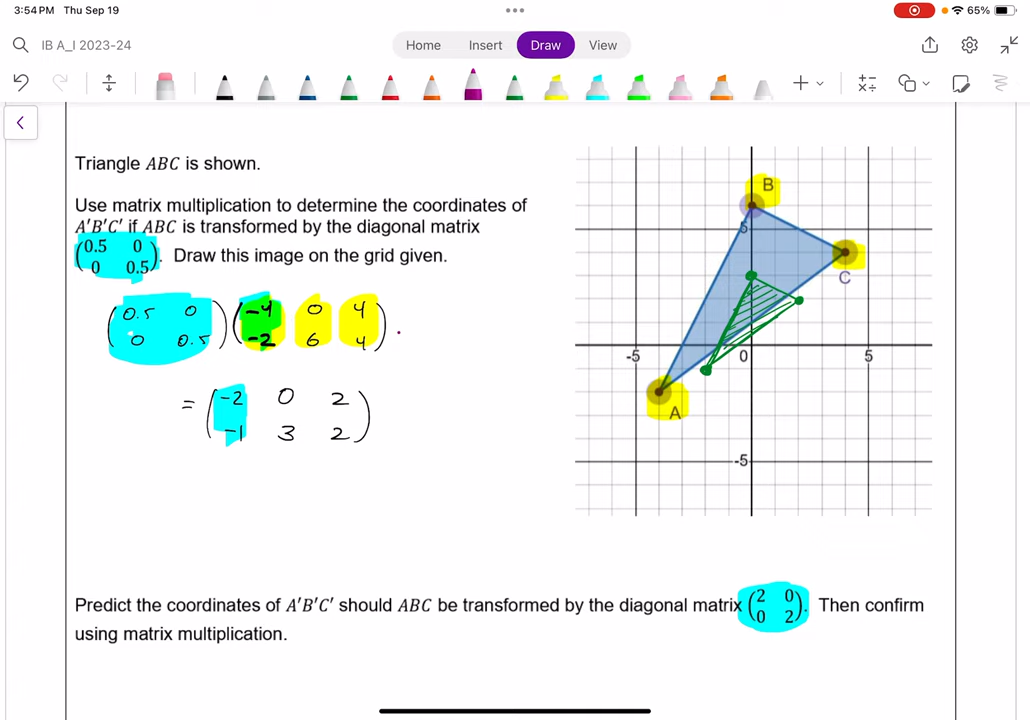 3:54 PM Thu Sep 19
65%
IB A_I 2023-24
Home Insert Draw View
Triangle ABC is shown.
Use matrix multiplication to determine the coordinates of
A′B′C′ if ABC is transformed by the diagonal matrix
(0.5 0
0 0.5). Draw this image on the grid given.
(0.5 0
0 0.5)
(-4 0 4
-2 6 4)
= (-2 0 2
-1 3 2)
B
5
C
-5 0 5
A
-5
Predict the coordinates of A′B′C′ should ABC be transformed by the diagonal matrix (2 0
0 2). Then confirm
using matrix multiplication.